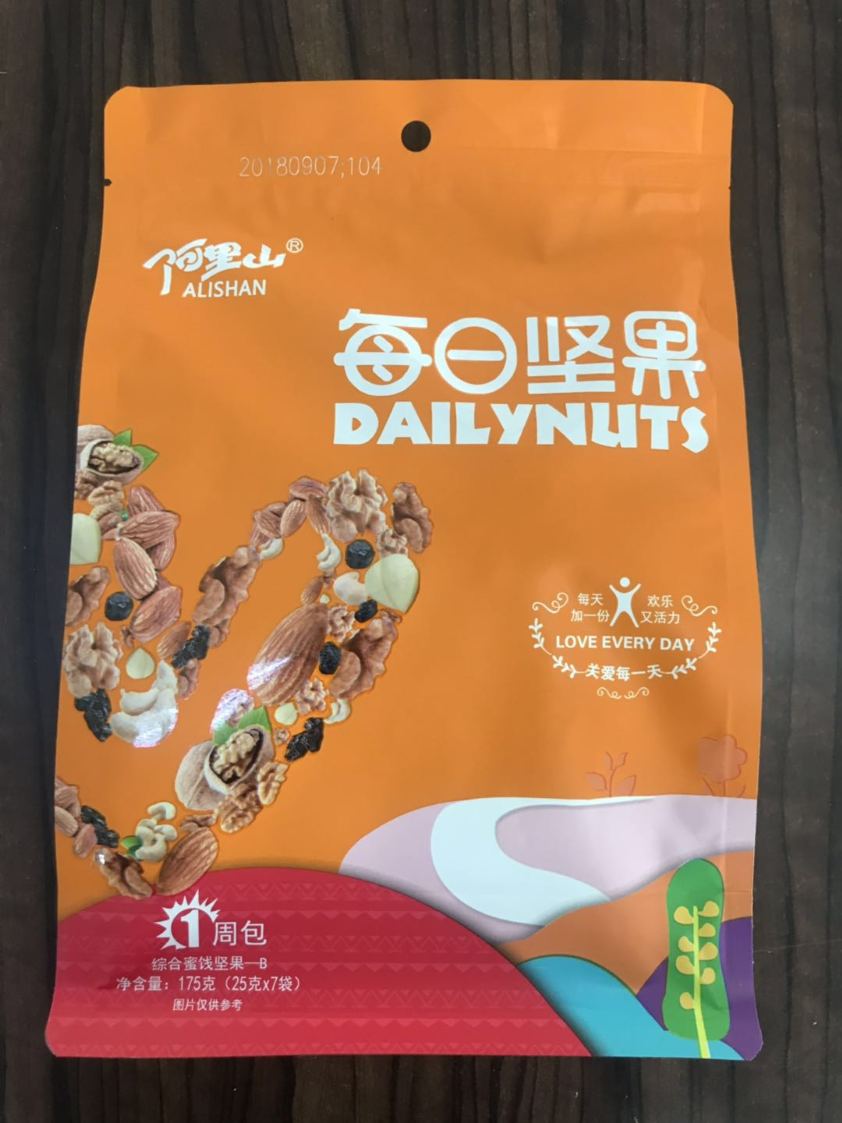 20180907;104
阿里山®
ALISHAN
每日坚果
DAILYNUTS
每天 欢乐
加一份 又活力
LOVE EVERY DAY
关爱每一天
1周包
综合蜜饯坚果—B
净含量：175克（25克x7袋）
图片仅供参考